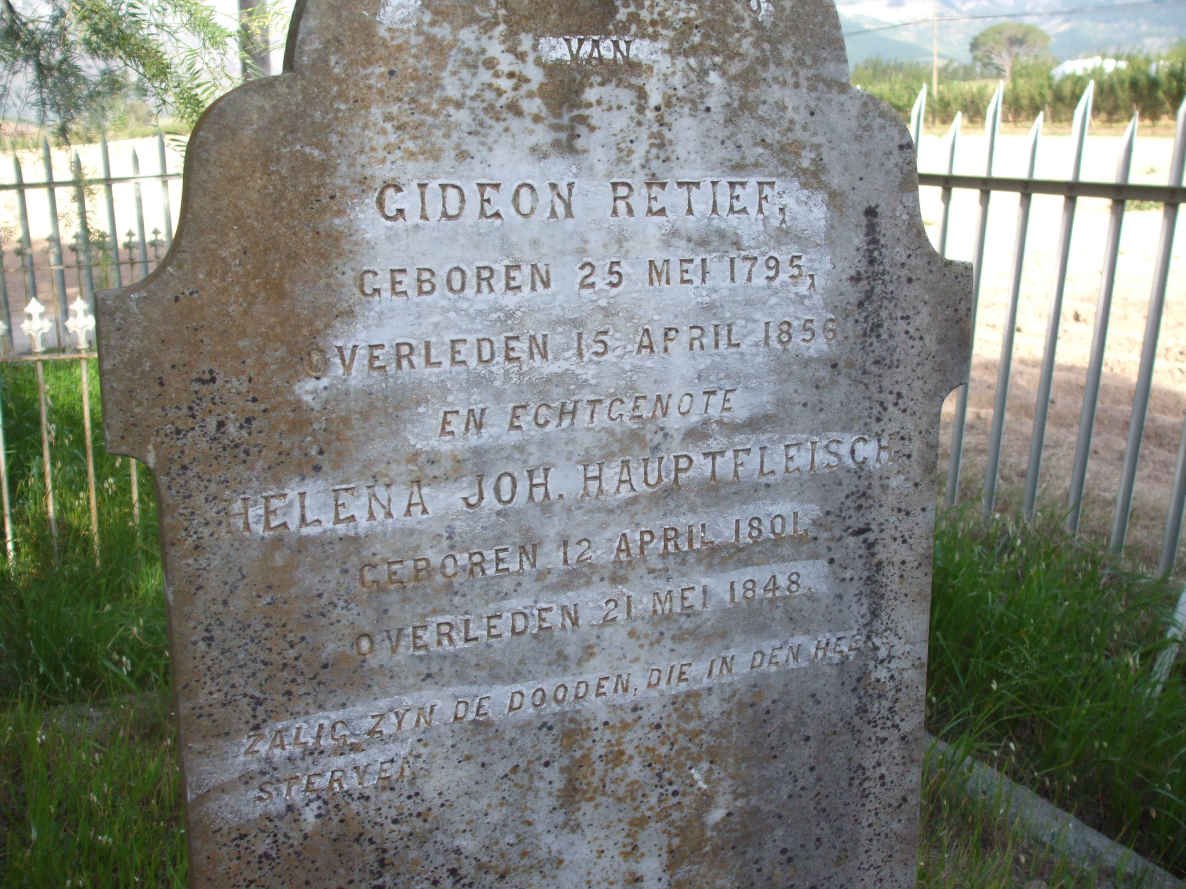 VAN
GIDEON RETIEF,
GEBOREN 25 MEI 1795,
OVERLEDEN 15 APRIL 1856
EN ECHTGENOTE
HELENA JOH. HAUPTFLEISCH
GEBOREN 12 APRIL 1801,
OVERLEDEN 21 MEI 1848.
ZALIG ZYN DE DOODEN, DIE IN DEN HEER
STERVEN